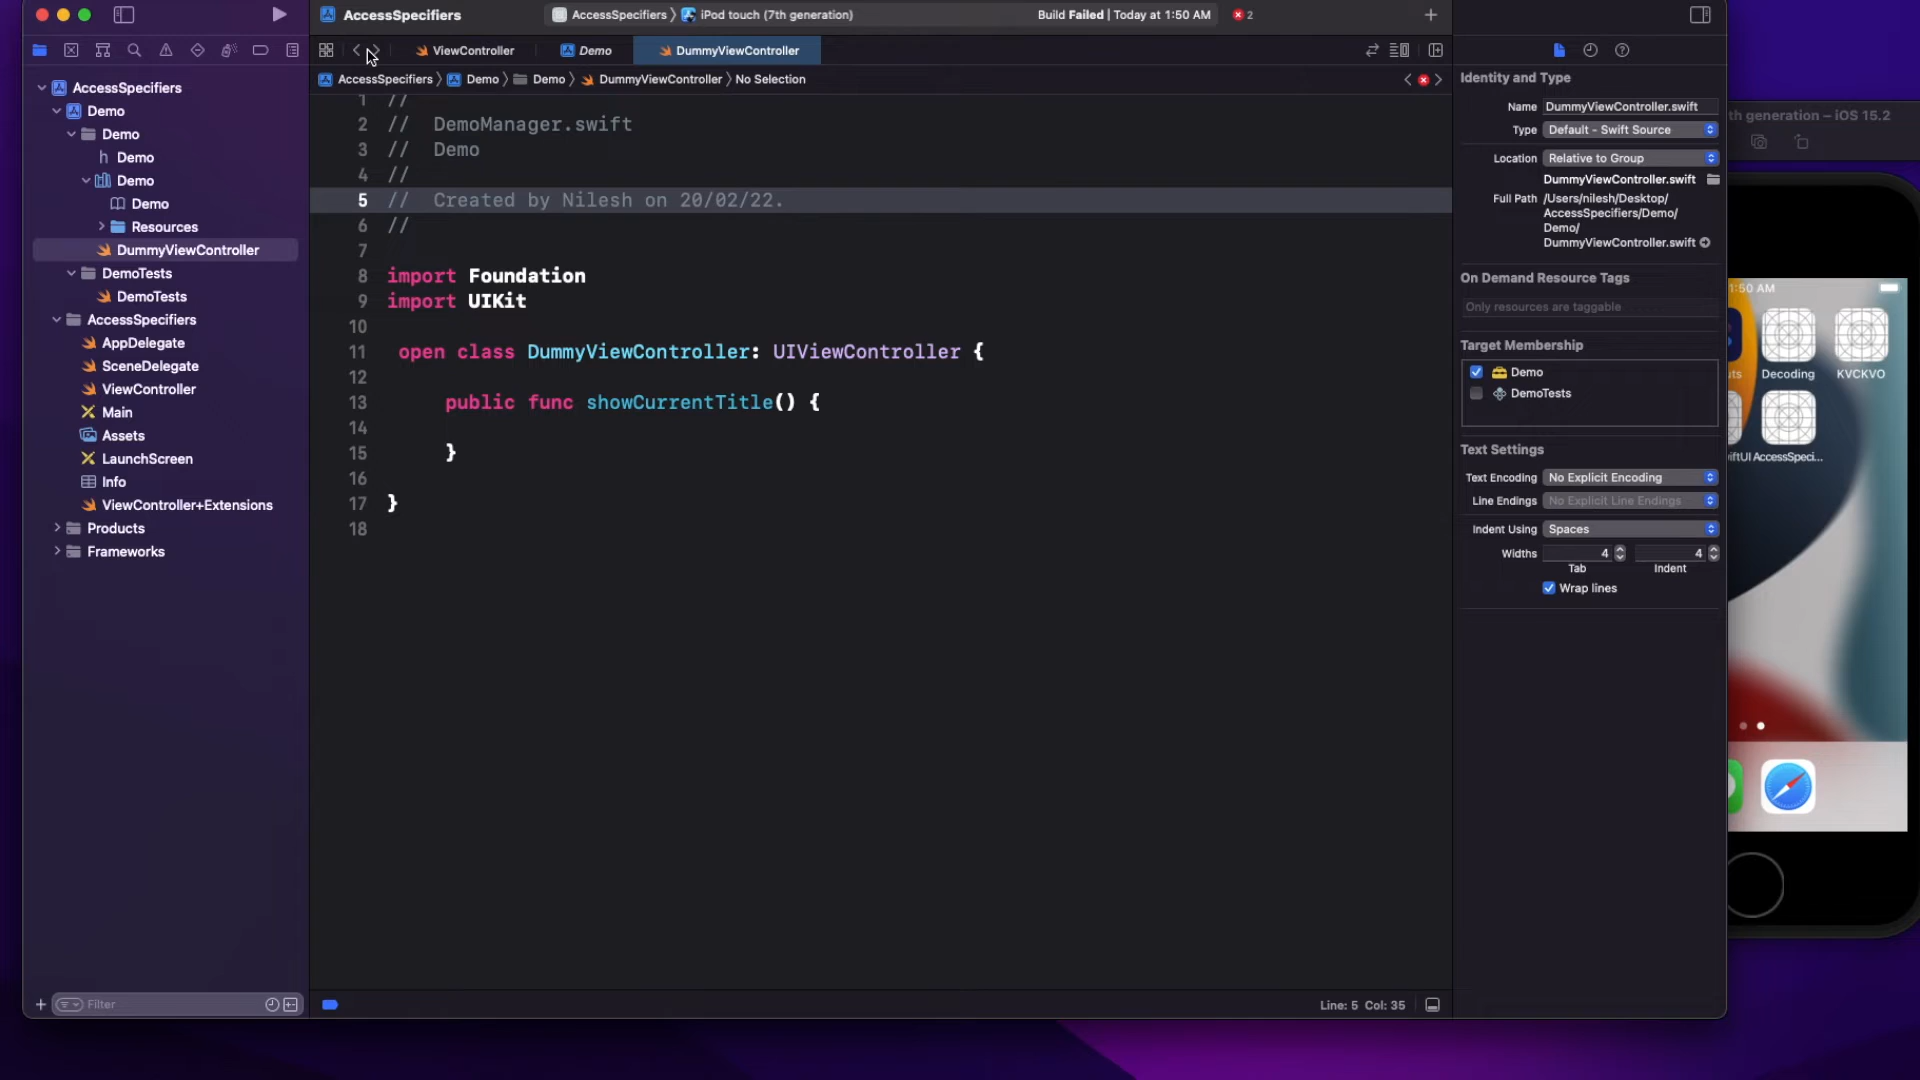 AccessSpecifiers
AccessSpecifiers 〉 iPod touch (7th generation)
Build Failed | Today at 1:50 AM
2
ViewController
Demo
DummyViewController
AccessSpecifiers 〉 Demo 〉 Demo 〉 DummyViewController 〉 No Selection
AccessSpecifiers
Demo
Demo
h Demo
Demo
Demo
Resources
DummyViewController
DemoTests
DemoTests
AccessSpecifiers
AppDelegate
SceneDelegate
ViewController
Main
Assets
LaunchScreen
Info
ViewController+Extensions
Products
Frameworks
Filter
1 //
2 // DemoManager.swift
3 // Demo
4 //
5 // Created by Nilesh on 20/02/22.
6 //
7
8 import Foundation
9 import UIKit
10
11 open class DummyViewController: UIViewController {
12
13 public func showCurrentTitle() {
14
15 }
16
17 }
18
Line: 5 Col: 35
Identity and Type
Name DummyViewController.swift
Type Default - Swift Source
Location Relative to Group
DummyViewController.swift
Full Path /Users/nilesh/Desktop/
AccessSpecifiers/Demo/
Demo/
DummyViewController.swift
On Demand Resource Tags
Only resources are taggable
Target Membership
Demo
DemoTests
Text Settings
Text Encoding No Explicit Encoding
Line Endings No Explicit Line Endings
Indent Using Spaces
Widths 4 4
Tab Indent
Wrap lines
th generation – iOS 15.2
1:50 AM
uts Decoding KVCKVO
iftUI AccessSpeci...